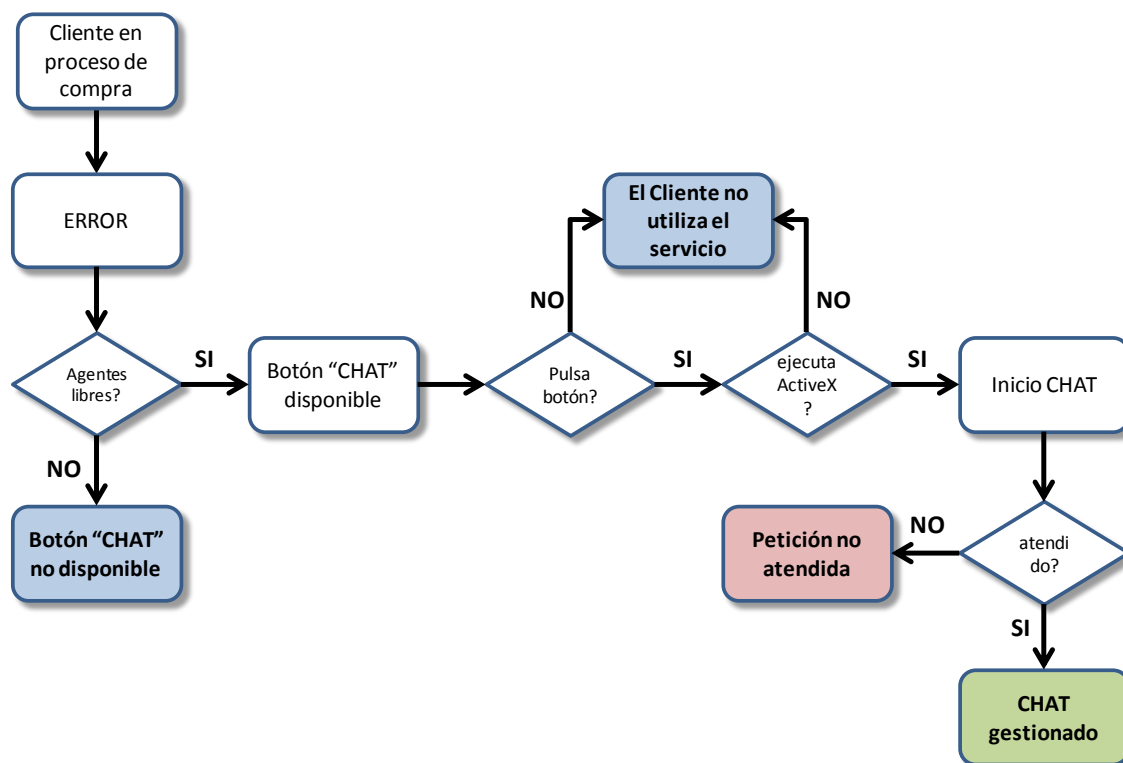 Cliente en
proceso de
compra
ERROR
El Cliente no
utiliza el
servicio
NO
NO
Agentes
libres?
SI
Botón “CHAT”
disponible
Pulsa
botón?
SI
ejecuta
ActiveX
?
SI
Inicio CHAT
NO
Botón “CHAT”
no disponible
Petición no
atendida
NO
atendi
do?
SI
CHAT
gestionado